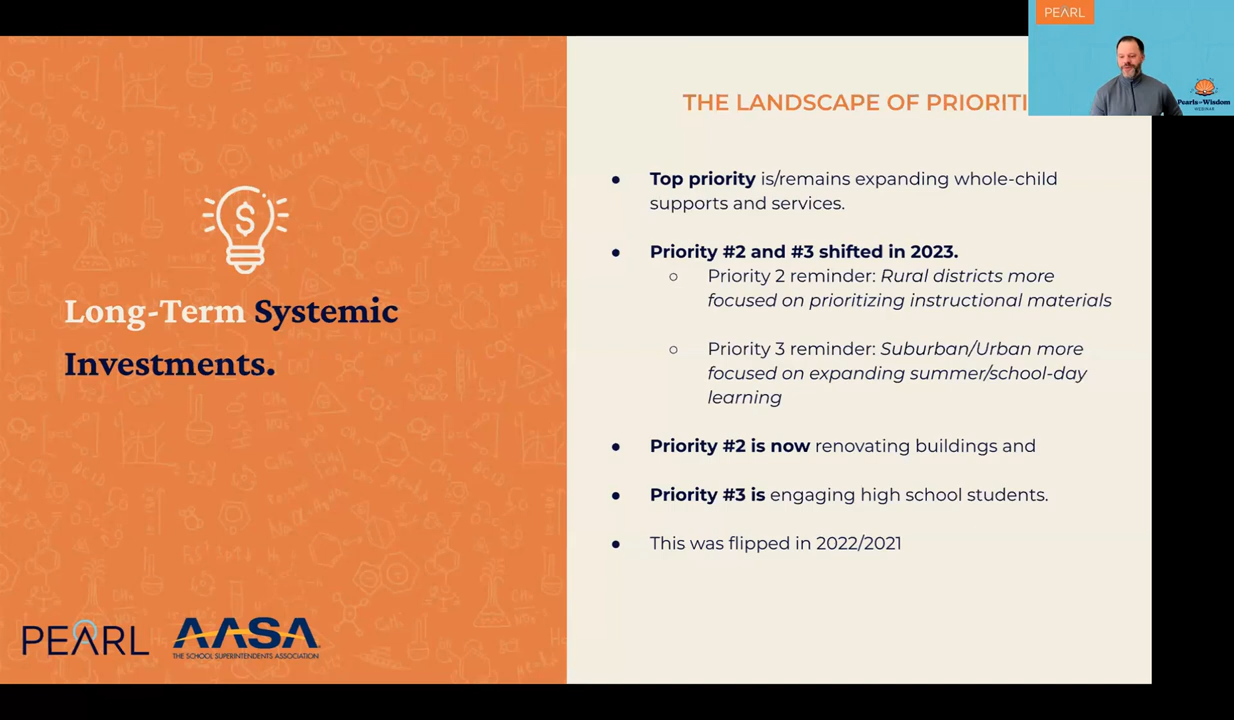 PEARL
Pearls of Wisdom
WEBINAR
THE LANDSCAPE OF PRIORITI
Long-Term Systemic
Investments.
● Top priority is/remains expanding whole-child
supports and services.
● Priority #2 and #3 shifted in 2023.
○ Priority 2 reminder: Rural districts more
focused on prioritizing instructional materials
○ Priority 3 reminder: Suburban/Urban more
focused on expanding summer/school-day
learning
● Priority #2 is now renovating buildings and
● Priority #3 is engaging high school students.
● This was flipped in 2022/2021
PEARL
AASA
THE SCHOOL SUPERINTENDENTS ASSOCIATION